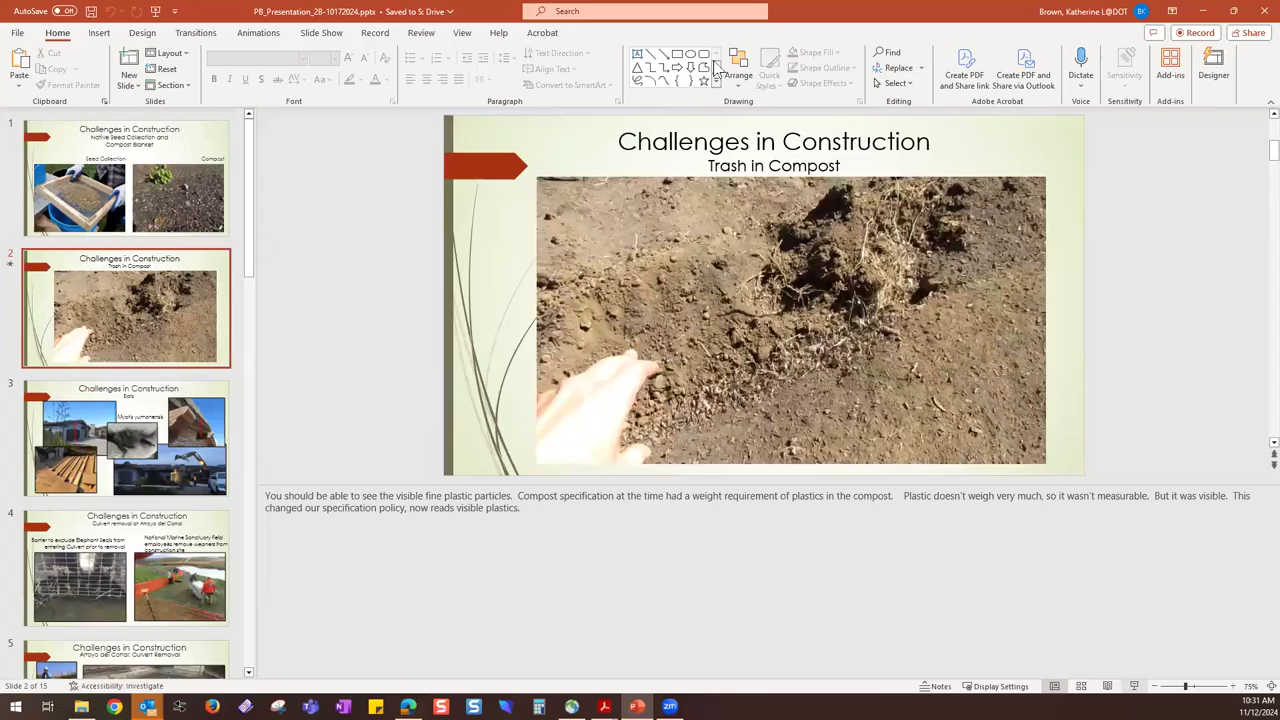 AutoSave Off PB_Presentation_2B-10172024.pptx • Saved to S: Drive Search Brown, Katherine L@DOT BK
File Home Insert Design Transitions Animations Slide Show Record Review View Help Acrobat Record Share
Paste Cut Copy Format Painter
New Slide Layout Reset Section
B I U S
Text Direction Align Text Convert to SmartArt
Arrange Quick Styles Shape Fill Shape Outline Shape Effects
Find Replace Select
Create PDF and Share link Create PDF and Share via Outlook
Dictate Sensitivity Add-ins Designer
Clipboard Slides Font Paragraph Drawing Editing Adobe Acrobat Voice Sensitivity Add-ins
1
Challenges in Construction
Native Seed Collection and
Compost Blanket
Seed Collection Compost
2
Challenges in Construction
Trash in Compost
3
Challenges in Construction
Bats
Myotis yumanensis
4
Challenges in Construction
Culvert removal at Arroyo del Corral
Barrier to exclude Elephant Seals from
entering Culvert prior to removal
National Marine Sanctuary Field
employees remove weaners from
construction site
5
Challenges in Construction
Arroyo del Corral: Culvert Removal
Challenges in Construction
Trash in Compost
You should be able to see the visible fine plastic particles. Compost specification at the time had a weight requirement of plastics in the compost. Plastic doesn't weigh very much, so it wasn't measurable. But it was visible. This
changed our specification policy, now reads visible plastics.
Slide 2 of 15 Accessibility: Investigate Notes Display Settings 75%
10:31 AM
11/12/2024